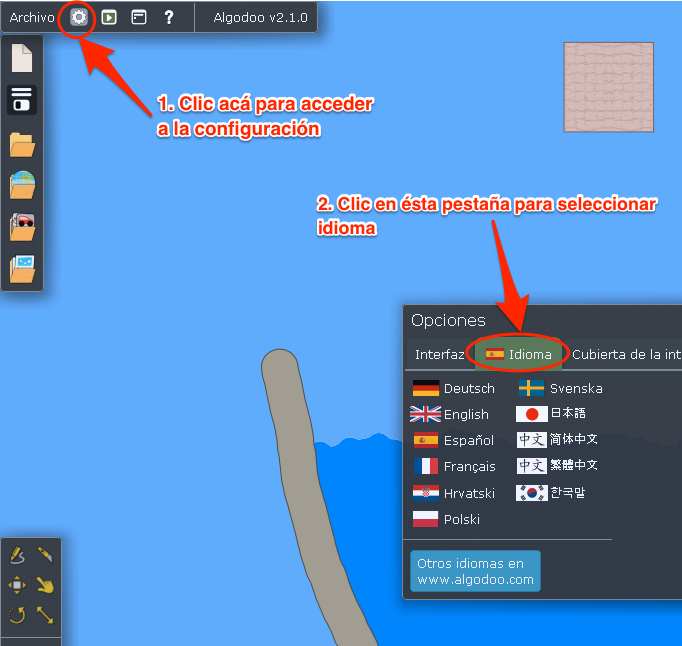 Archivo
?
Algodoo v2.1.0
1. Clic acá para acceder
a la configuración
2. Clic en ésta pestaña para seleccionar
idioma
Opciones
Interfaz
Idioma
Cubierta de la int
Deutsch
Svenska
English
日本語
Español
中文 简体中文
Français
中文 繁體中文
Hrvatski
한국말
Polski
Otros idiomas en
www.algodoo.com